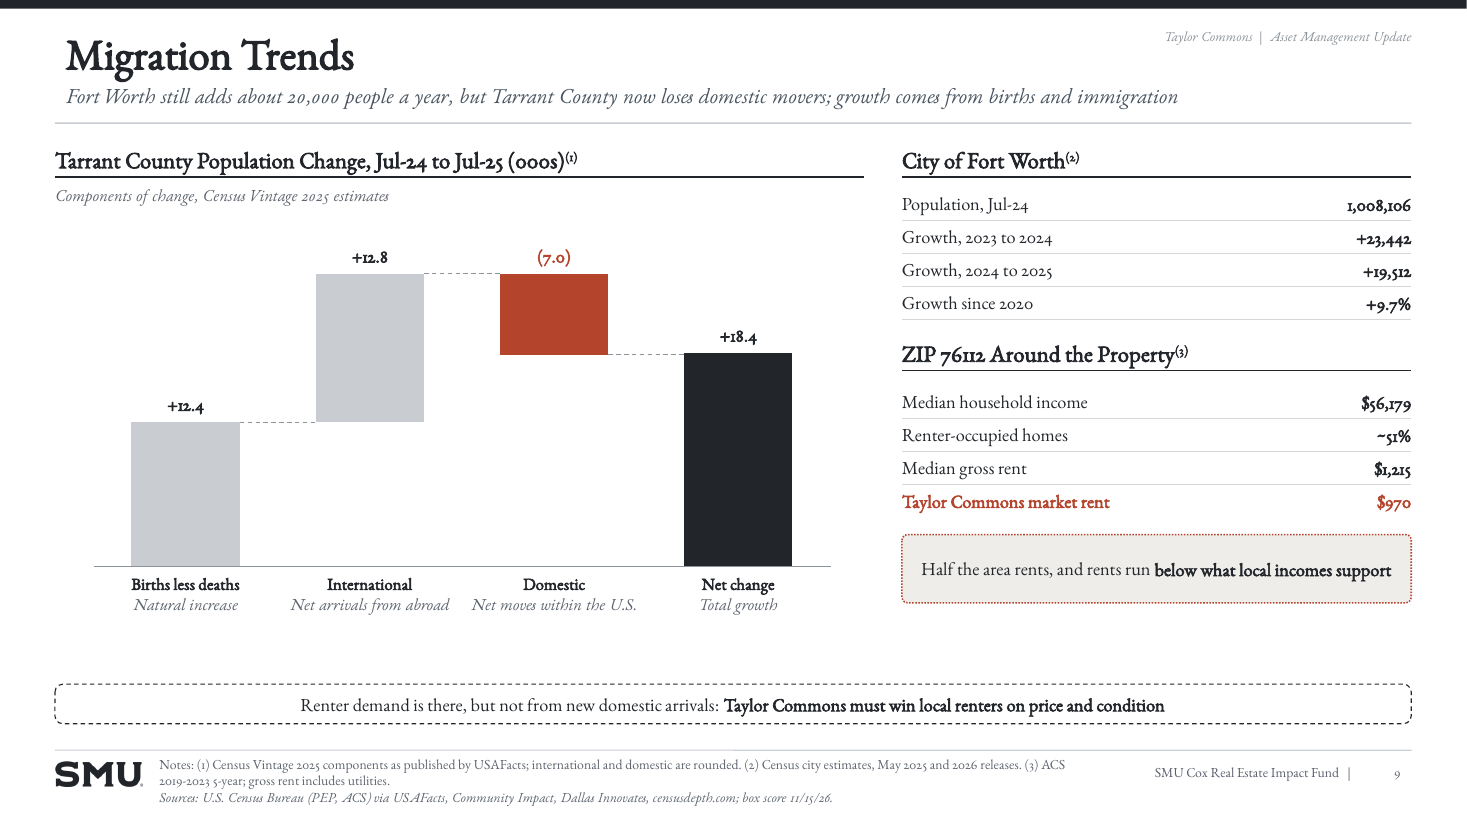 Taylor Commons | Asset Management Update
Migration Trends
Fort Worth still adds about 20,000 people a year, but Tarrant County now loses domestic movers; growth comes from births and immigration
Tarrant County Population Change, Jul-24 to Jul-25 (000s)(1)
Components of change, Census Vintage 2025 estimates
+12.4
+12.8
(7.0)
+18.4
Births less deaths
Natural increase
International
Net arrivals from abroad
Domestic
Net moves within the U.S.
Net change
Total growth
City of Fort Worth(2)
Population, Jul-24 1,008,106
Growth, 2023 to 2024 +23,442
Growth, 2024 to 2025 +19,512
Growth since 2020 +9.7%
ZIP 76112 Around the Property(3)
Median household income $56,179
Renter-occupied homes ~51%
Median gross rent $1,215
Taylor Commons market rent $970
Half the area rents, and rents run below what local incomes support
Renter demand is there, but not from new domestic arrivals: Taylor Commons must win local renters on price and condition
SMU
Notes: (1) Census Vintage 2025 components as published by USAFacts; international and domestic are rounded. (2) Census city estimates, May 2025 and 2026 releases. (3) ACS
2019-2023 5-year; gross rent includes utilities.
Sources: U.S. Census Bureau (PEP, ACS) via USAFacts, Community Impact, Dallas Innovates, censusdepth.com; box score 11/15/26.
SMU Cox Real Estate Impact Fund | 9